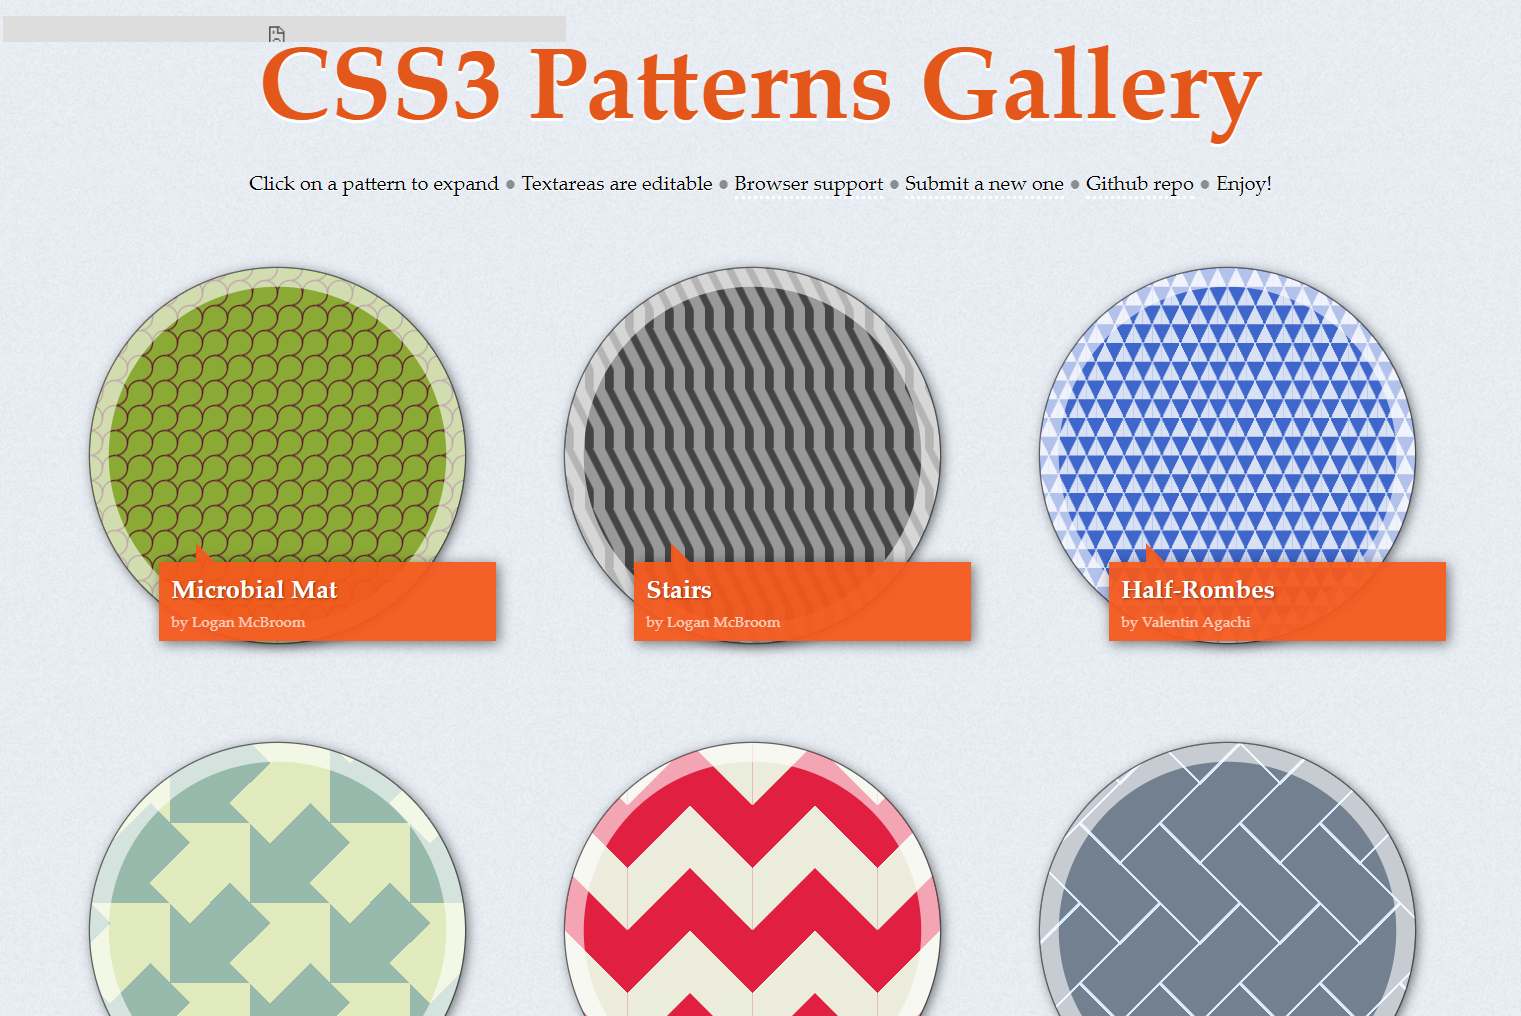 CSS3 Patterns Gallery
Click on a pattern to expand ● Textareas are editable ● Browser support ● Submit a new one ● Github repo ● Enjoy!
Microbial Mat
by Logan McBroom
Stairs
by Logan McBroom
Half-Rombes
by Valentin Agachi